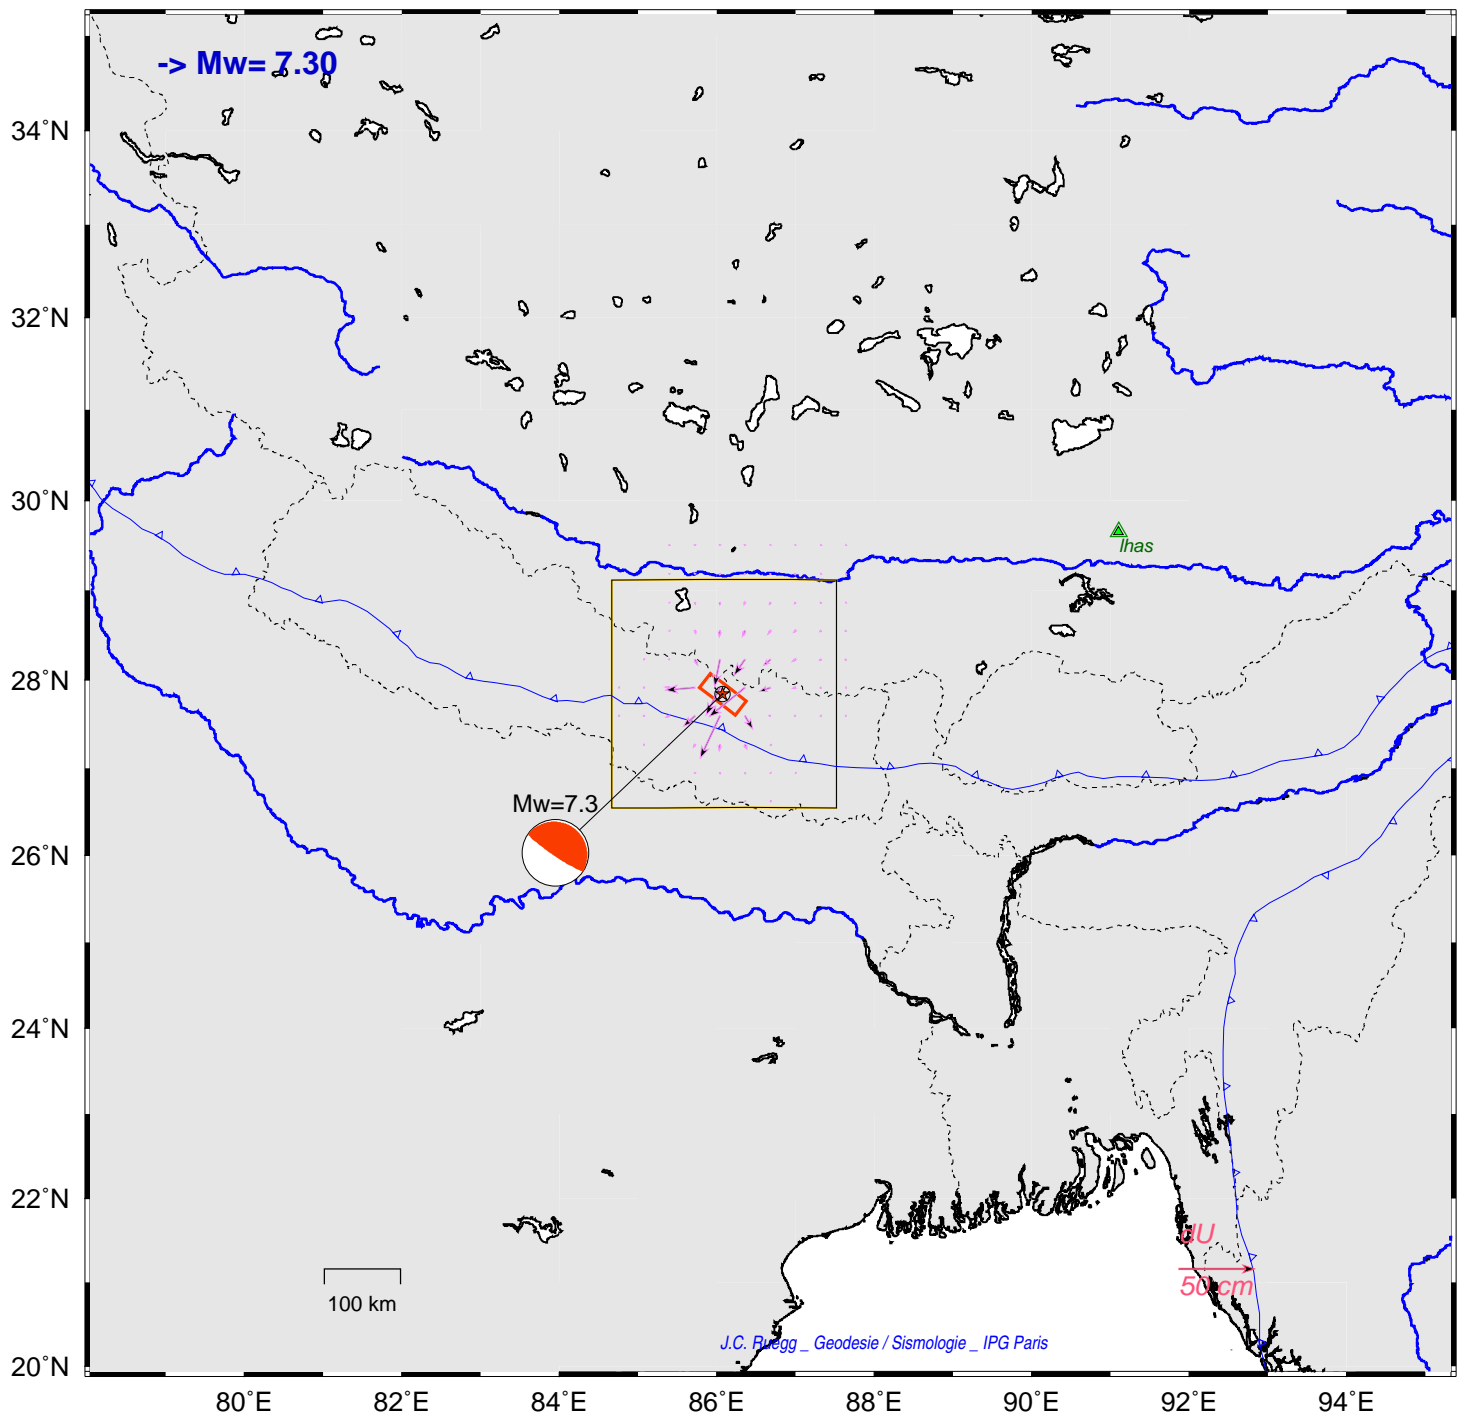 -> Mw= 7.30
34°N
32°N
30°N
lhas
28°N
Mw=7.3
26°N
24°N
22°N
dU
50 cm
100 km
J.C. Ruegg _ Geodesie / Sismologie _ IPG Paris
20°N
80°E
82°E
84°E
86°E
88°E
90°E
92°E
94°E